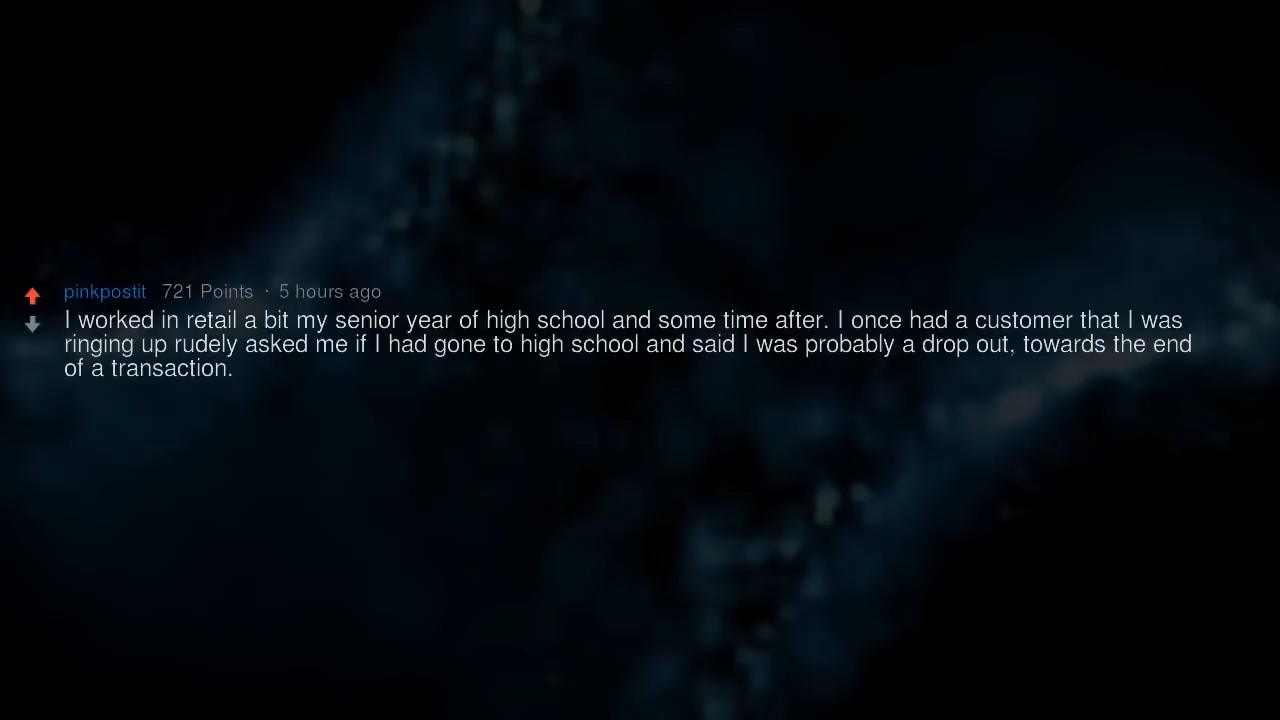 pinkpostit 721 Points · 5 hours ago
I worked in retail a bit my senior year of high school and some time after. I once had a customer that I was
ringing up rudely asked me if I had gone to high school and said I was probably a drop out, towards the end
of a transaction.